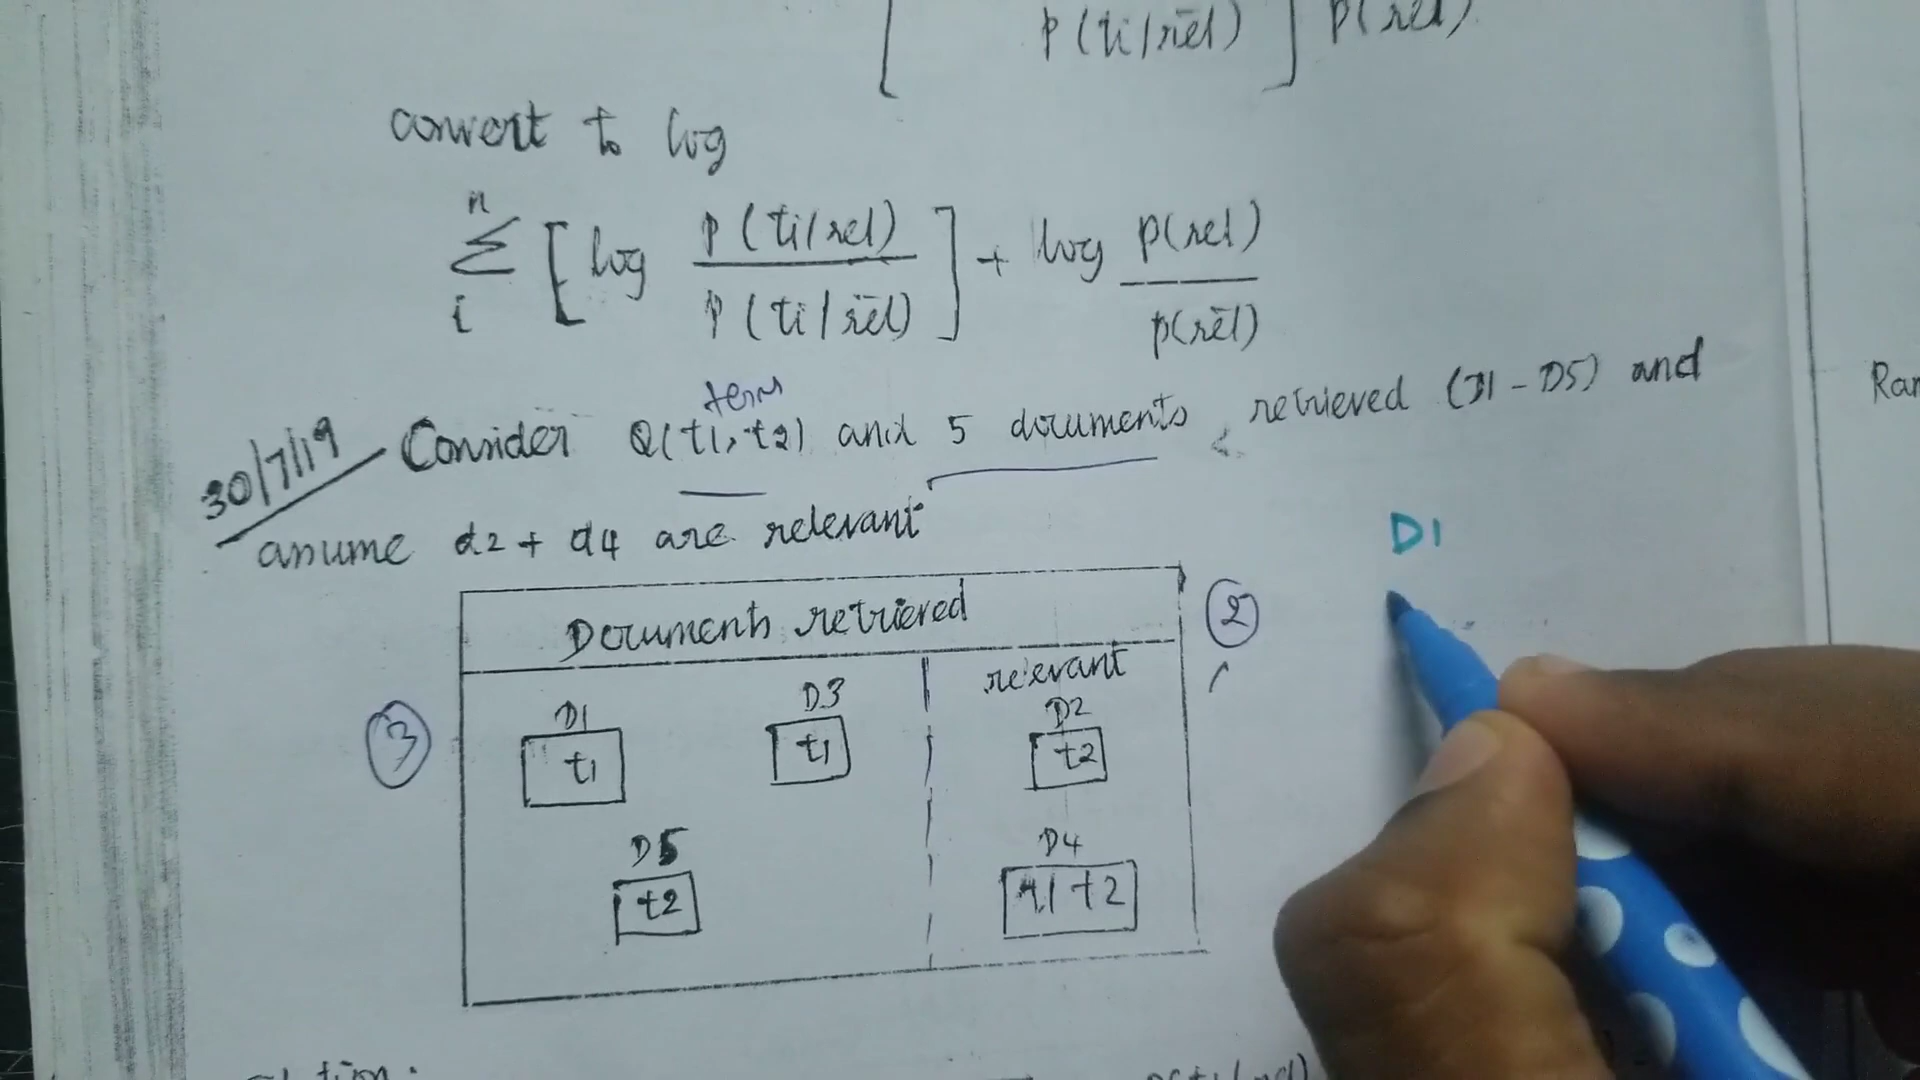 p(ti/rel̄) ] p(rel)
convert to log
n
Σ [ log p(ti/rel) / p(ti/rel̄) ] + log p(rel) / p(rel̄)
i
term
30/7/19 Consider Q(t1, t2) and 5 documents retrieved (D1 - D5) and
Ran
assume d2 + d4 are relevant
D1
Documents retrieved
2
relevant
D1 D3 D2
3
t1 t1 t2
D5 D4
t2 t1 t2